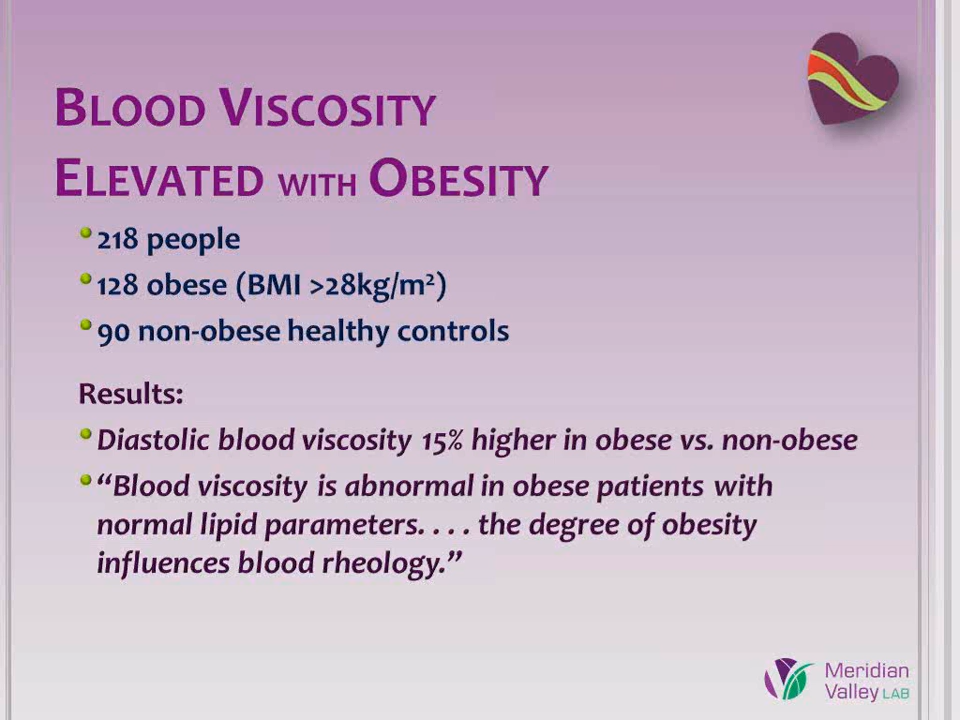 BLOOD VISCOSITY
ELEVATED WITH OBESITY
• 218 people
• 128 obese (BMI >28kg/m²)
• 90 non-obese healthy controls
Results:
• Diastolic blood viscosity 15% higher in obese vs. non-obese
• “Blood viscosity is abnormal in obese patients with
normal lipid parameters. . . . the degree of obesity
influences blood rheology.”
Meridian
Valley LAB